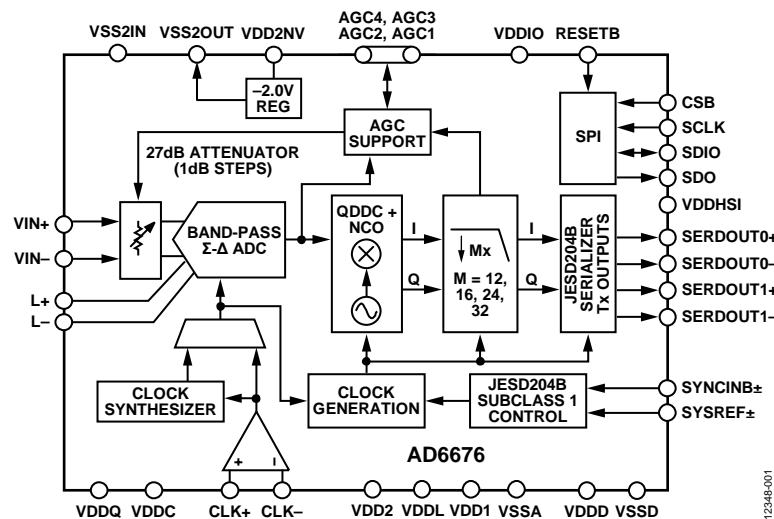 AGC4, AGC3
AGC2, AGC1
VSS2IN
VSS2OUT
VDD2NV
VDDIO
RESETB
–2.0V
REG
AGC
SUPPORT
SPI
CSB
SCLK
SDIO
SDO
27dB ATTENUATOR
(1dB STEPS)
VDDHSI
VIN+
VIN–
L+
L–
BAND-PASS
Σ-Δ ADC
QDDC +
NCO
I
Q
Mx
M = 12,
16, 24,
32
I
Q
JESD204B
SERIALIZER
Tx OUTPUTS
SERDOUT0+
SERDOUT0–
SERDOUT1+
SERDOUT1–
CLOCK
SYNTHESIZER
CLOCK
GENERATION
JESD204B
SUBCLASS 1
CONTROL
SYNCINB±
SYSREF±
+
–
AD6676
VDDQ
VDDC
CLK+
CLK–
VDD2
VDDL
VDD1
VSSA
VDDD
VSSD
12348-001